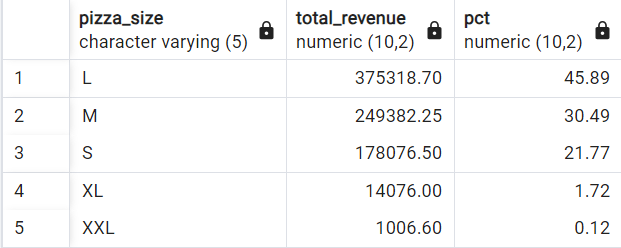 pizza_size total_revenue pct
character varying (5) numeric (10,2) numeric (10,2)
1 L 375318.70 45.89
2 M 249382.25 30.49
3 S 178076.50 21.77
4 XL 14076.00 1.72
5 XXL 1006.60 0.12